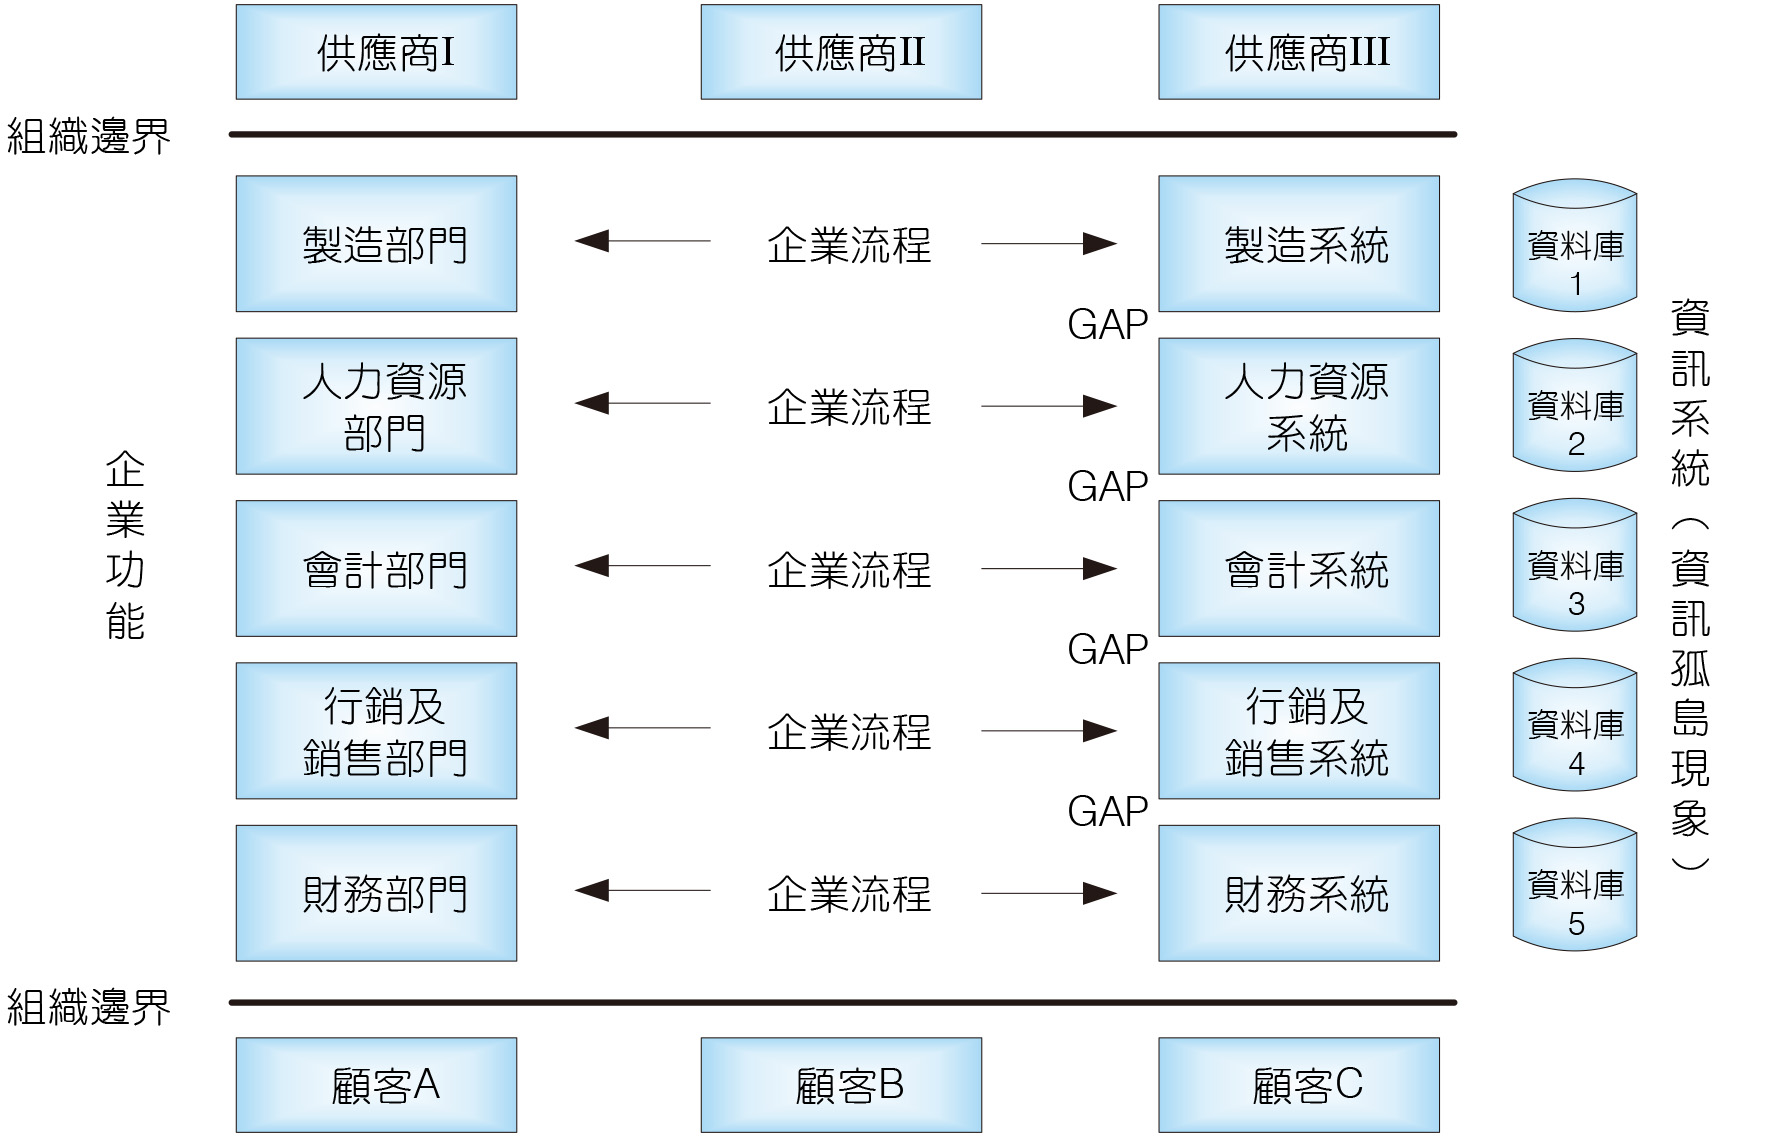 供應商I
供應商II
供應商III
組織邊界
企業功能
製造部門
企業流程
製造系統
資料庫
1
GAP
人力資源
部門
企業流程
人力資源
系統
資料庫
2
GAP
會計部門
企業流程
會計系統
資料庫
3
GAP
行銷及
銷售部門
企業流程
行銷及
銷售系統
資料庫
4
GAP
財務部門
企業流程
財務系統
資料庫
5
資訊系統（資訊孤島現象）
組織邊界
顧客A
顧客B
顧客C